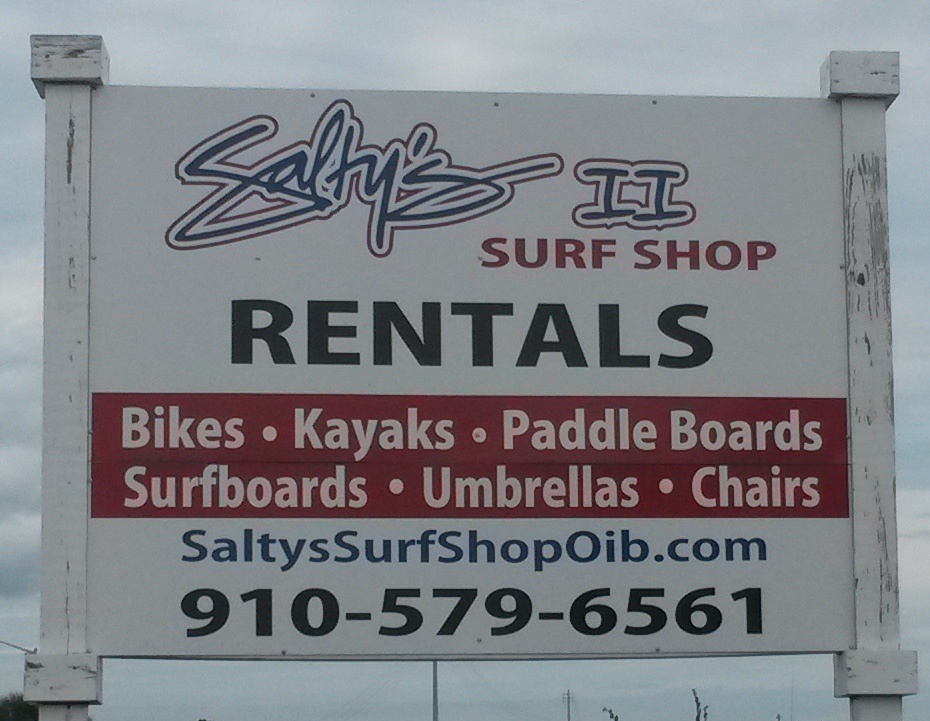 Salty's II
SURF SHOP
RENTALS
Bikes • Kayaks • Paddle Boards
Surfboards • Umbrellas • Chairs
SaltysSurfShopOib.com
910-579-6561